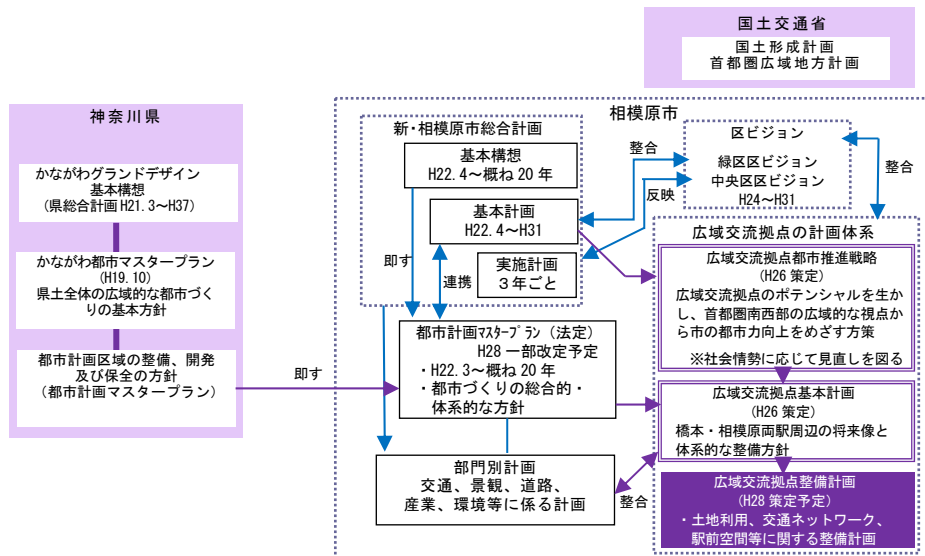 国土交通省
国土形成計画
首都圏広域地方計画
神奈川県
かながわグランドデザイン
基本構想
（県総合計画 H21.3～H37）
かながわ都市マスタープラン
（H19.10）
県土全体の広域的な都市づく
りの基本方針
都市計画区域の整備、開発
及び保全の方針
（都市計画マスタープラン）
即す
相模原市
新・相模原市総合計画
基本構想
H22.4～概ね 20 年
基本計画
H22.4～H31
実施計画
３年ごと
即す
連携
整合
反映
区ビジョン
緑区区ビジョン
中央区区ビジョン
H24～H31
整合
都市計画マスタープラン（法定）
H28 一部改定予定
・H22.3～概ね 20 年
・都市づくりの総合的・
体系的な方針
部門別計画
交通、景観、道路、
産業、環境等に係る計画
整合
広域交流拠点の計画体系
広域交流拠点都市推進戦略
（H26 策定）
広域交流拠点のポテンシャルを生か
し、首都圏南西部の広域的な視点か
ら市の都市力向上をめざす方策
※社会情勢に応じて見直しを図る
広域交流拠点基本計画
（H26 策定）
橋本・相模原両駅周辺の将来像と
体系的な整備方針
広域交流拠点整備計画
（H28 策定予定）
・土地利用、交通ネットワーク、
駅前空間等に関する整備計画